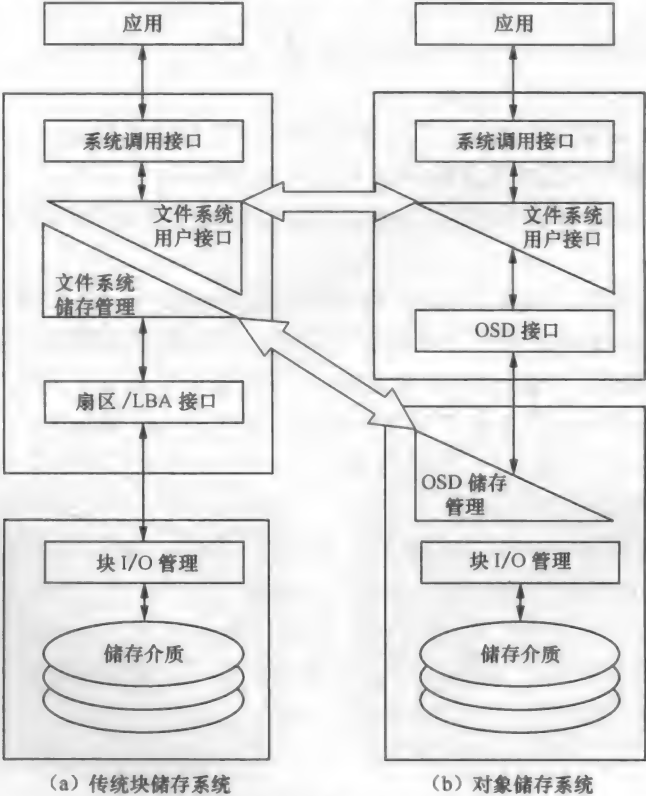 应用
系统调用接口
文件系统
用户接口
文件系统
储存管理
扇区/LBA 接口
块 I/O 管理
储存介质
(a) 传统块储存系统
应用
系统调用接口
文件系统
用户接口
OSD 接口
OSD 储存
管理
块 I/O 管理
储存介质
(b) 对象储存系统